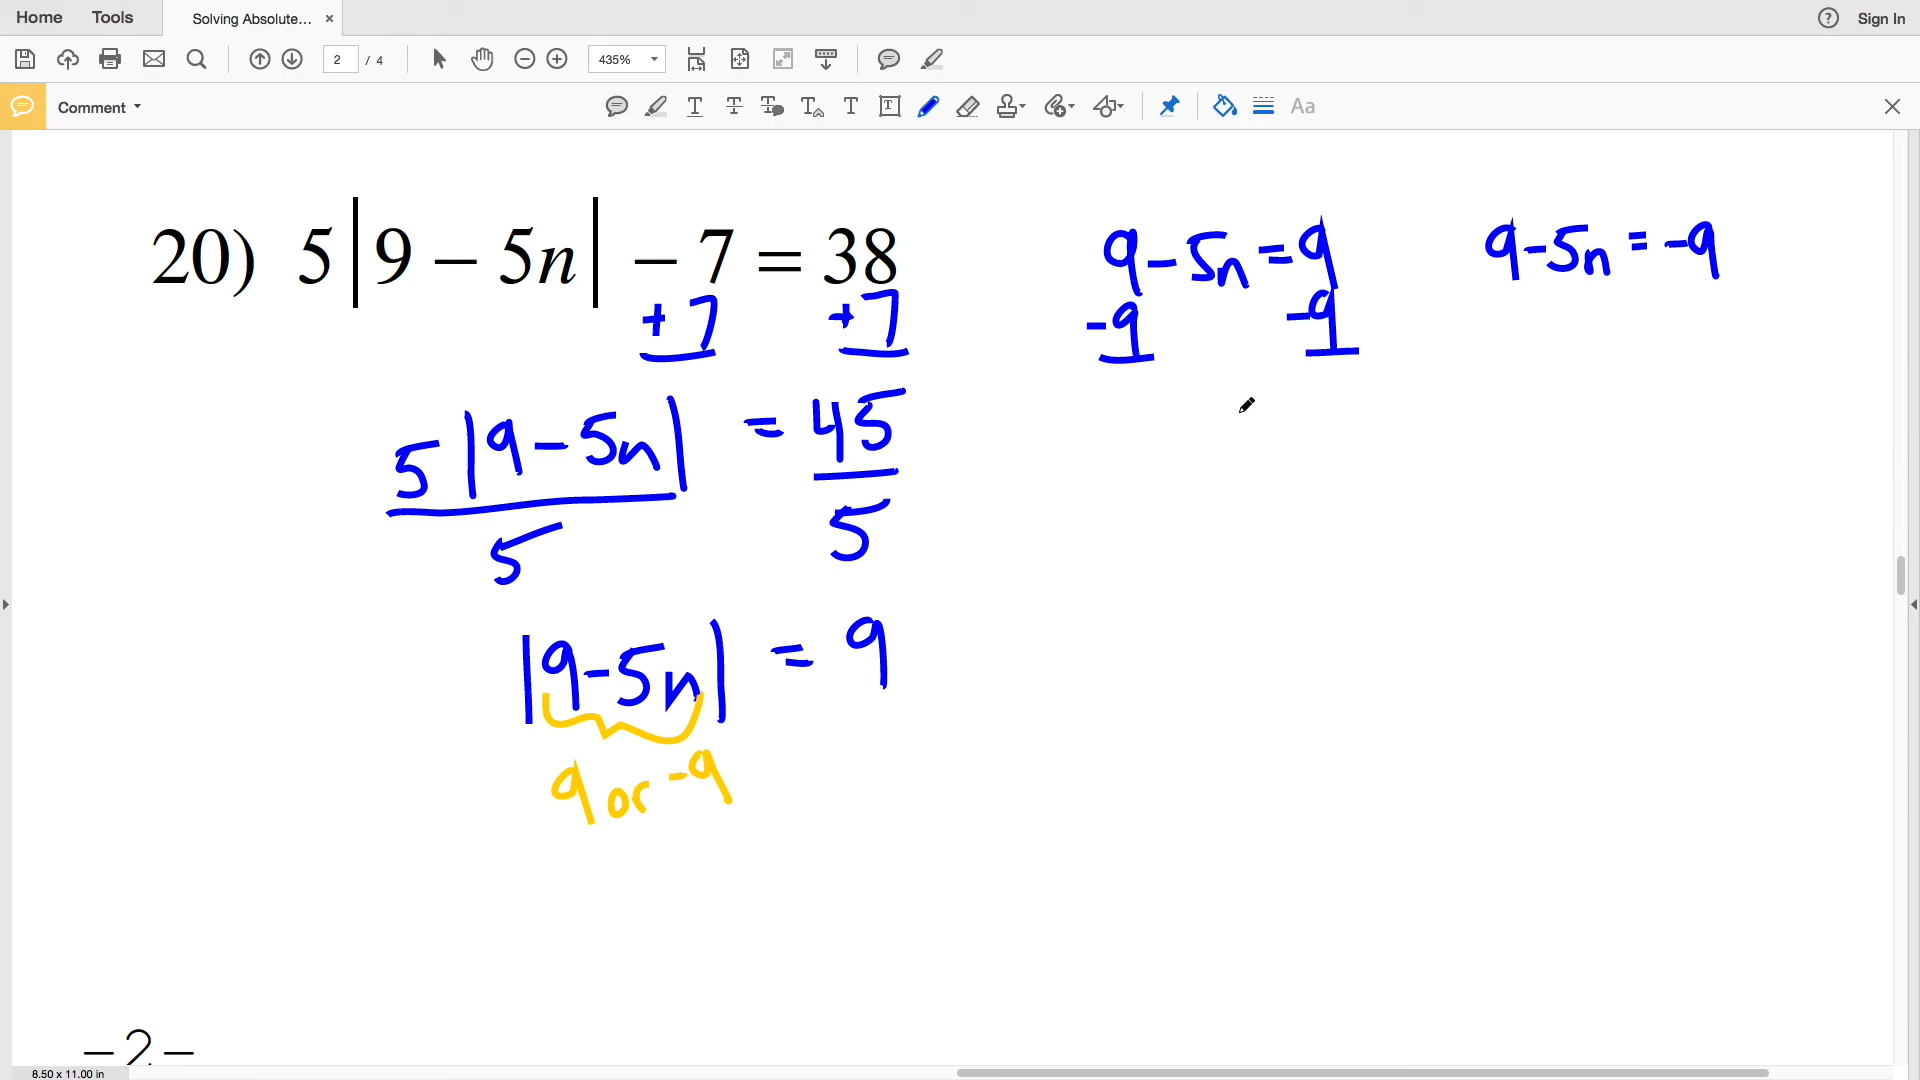 Home Tools Solving Absolute... × ? Sign In
2 / 4 435%
Comment T T T T T T Aa
20) 5|9 − 5n| − 7 = 38
+7 +7
5|9-5n| = 45
5 5
|9-5n| = 9
9 or -9
9-5n=9
-9 -9
9-5n=-9
-2-
8.50 x 11.00 in